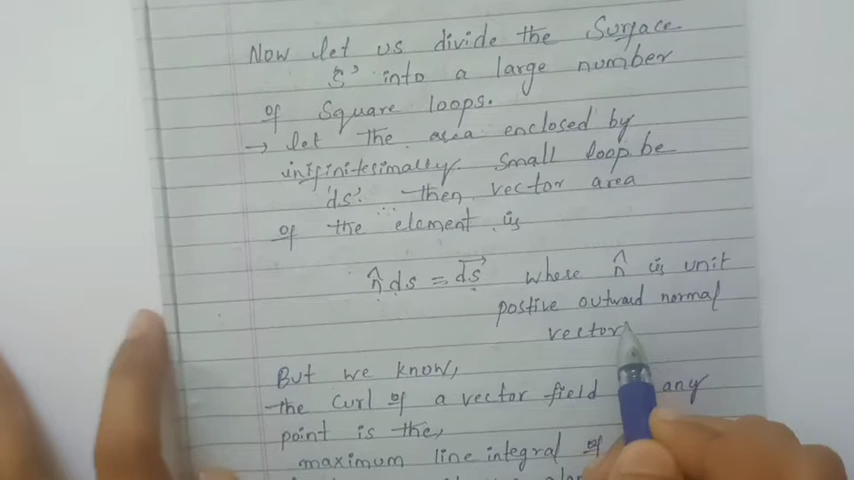 Now let us divide the Surface
'S' into a large number
of Square loops.
→ let the area enclosed by
infinitesimally small loop be
'ds'. then vector area
of the element is
n̂ ds = d⃗s where n̂ is unit
postive outward normal
vector
But we know,
the Curl of a vector field any
point is the,
maximum line integral of